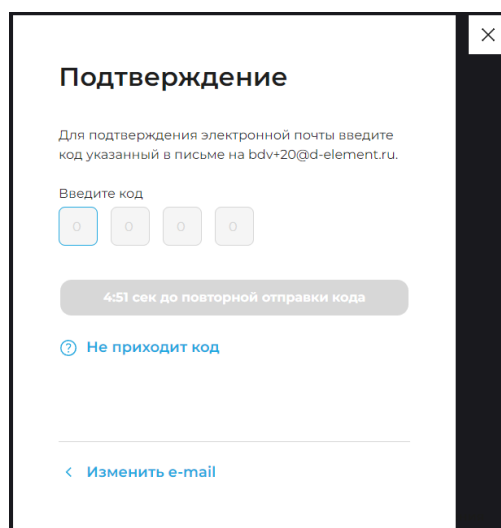 Подтверждение
Для подтверждения электронной почты введите
код указанный в письме на bdv+20@d-element.ru.
Введите код
0 0 0 0
4:51 сек до повторной отправки кода
Не приходит код
Изменить e-mail